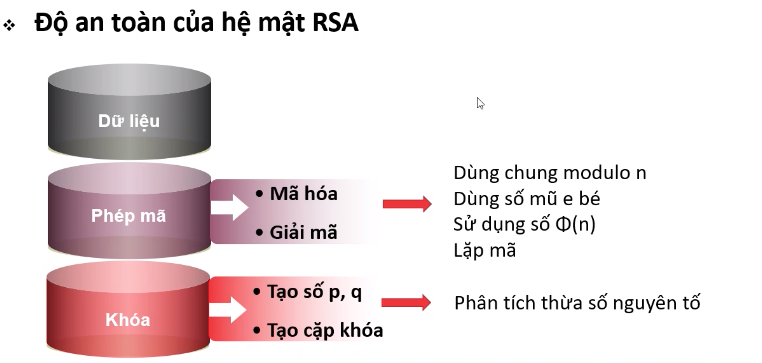 ❖ Độ an toàn của hệ mật RSA
Dữ liệu
Phép mã
• Mã hóa
• Giải mã
Dùng chung modulo n
Dùng số mũ e bé
Sử dụng số Φ(n)
Lặp mã
Khóa
• Tạo số p, q
• Tạo cặp khóa
Phân tích thừa số nguyên tố